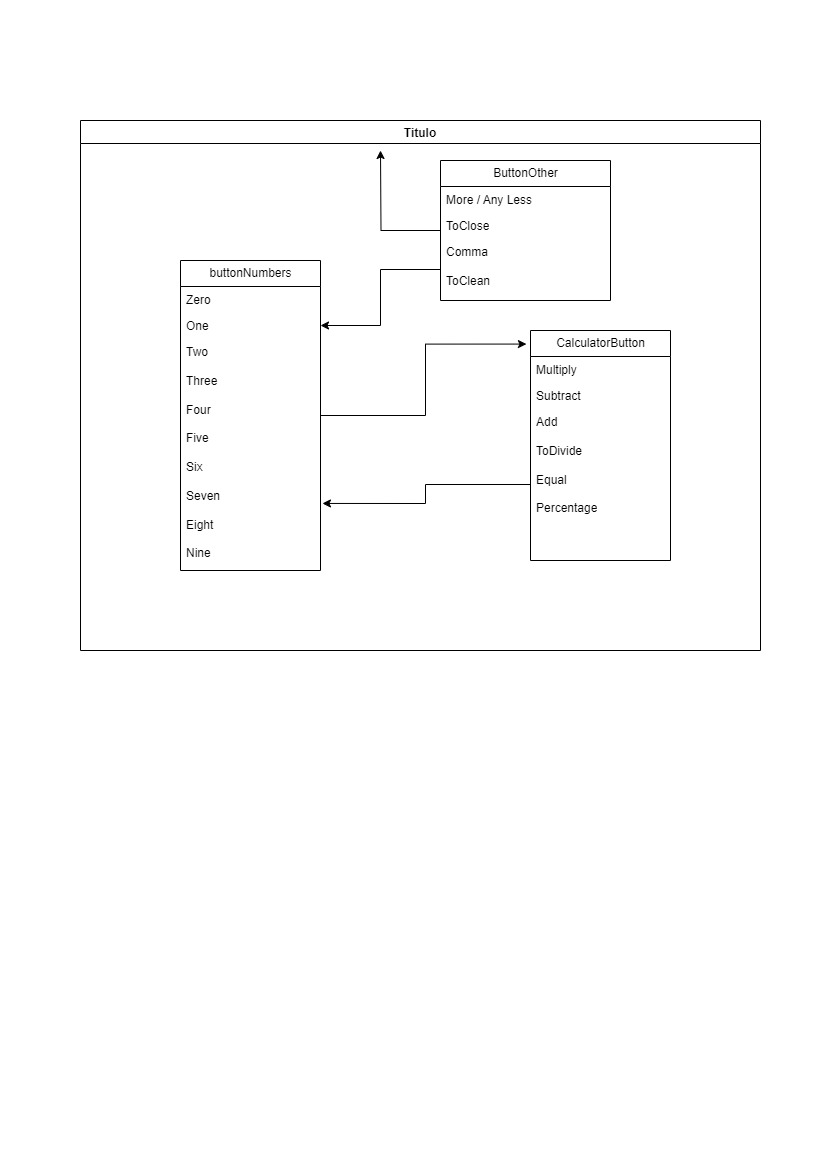 Titulo
ButtonOther
More / Any Less
ToClose
Comma
ToClean
buttonNumbers
Zero
One
Two
Three
Four
Five
Six
Seven
Eight
Nine
CalculatorButton
Multiply
Subtract
Add
ToDivide
Equal
Percentage